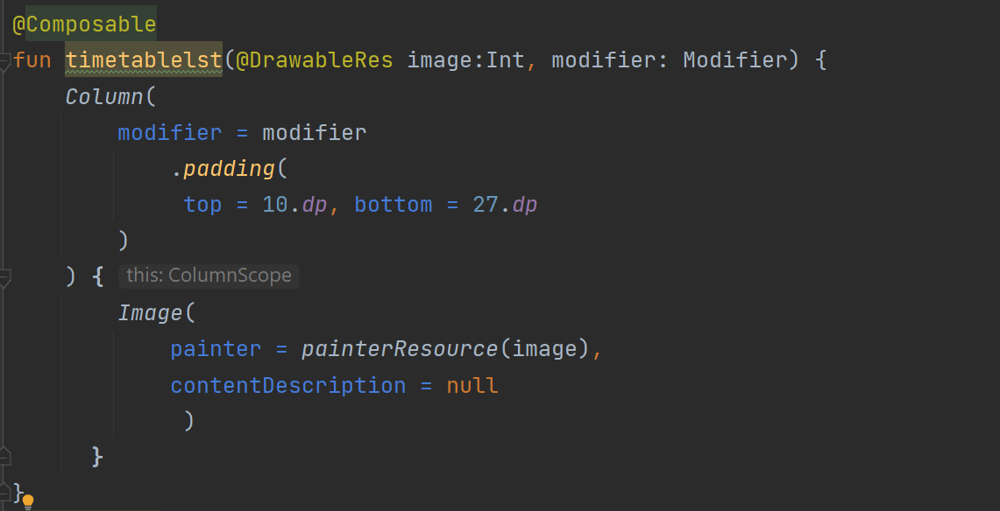 @Composable
fun timetablelst(@DrawableRes image:Int, modifier: Modifier) {
Column(
modifier = modifier
.padding(
top = 10.dp, bottom = 27.dp
)
) { this: ColumnScope
Image(
painter = painterResource(image),
contentDescription = null
)
}
}